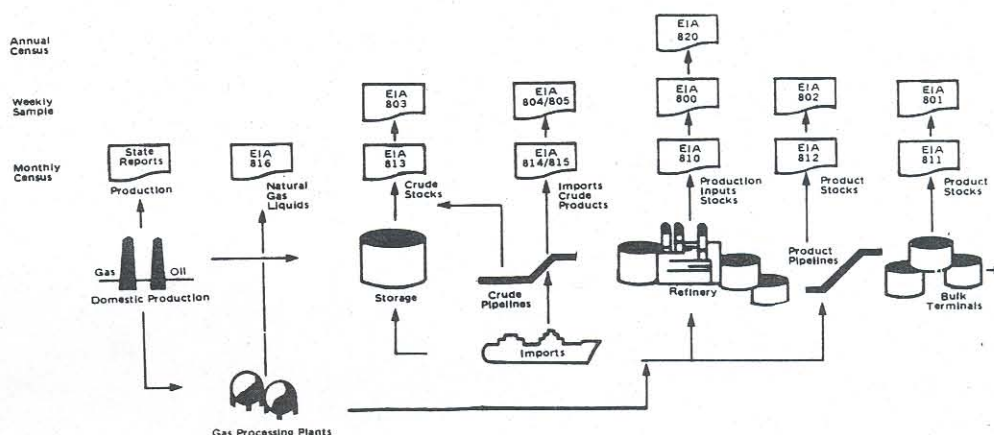 Annual
Census
EIA
820
Weekly
Sample
EIA
803
EIA
804/805
EIA
800
EIA
802
EIA
801
Monthly
Census
State
Reports
EIA
816
EIA
813
EIA
814/815
EIA
810
EIA
812
EIA
811
Production
Natural
Gas
Liquids
Crude
Stocks
Imports
Crude
Products
Production
Inputs
Stocks
Product
Stocks
Product
Stocks
Gas
Oil
Domestic Production
Storage
Crude
Pipelines
Imports
Refinery
Product
Pipelines
Bulk
Terminals
Gas Processing Plants